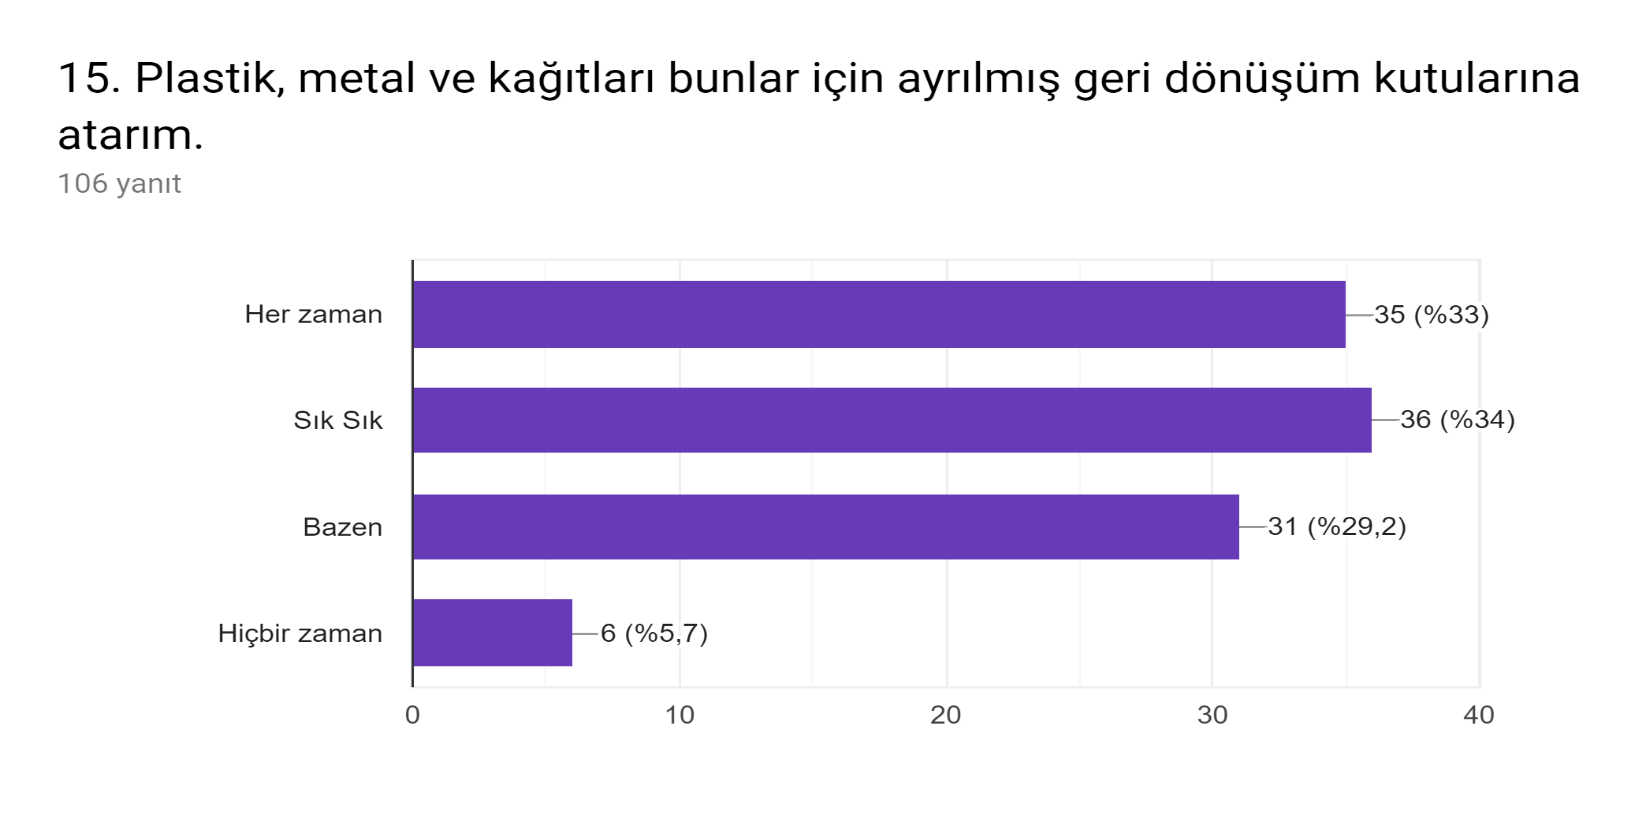 15. Plastik, metal ve kağıtları bunlar için ayrılmış geri dönüşüm kutularına
atarım.
106 yanıt
Her zaman 35 (%33)
Sık Sık 36 (%34)
Bazen 31 (%29,2)
Hiçbir zaman 6 (%5,7)
0 10 20 30 40